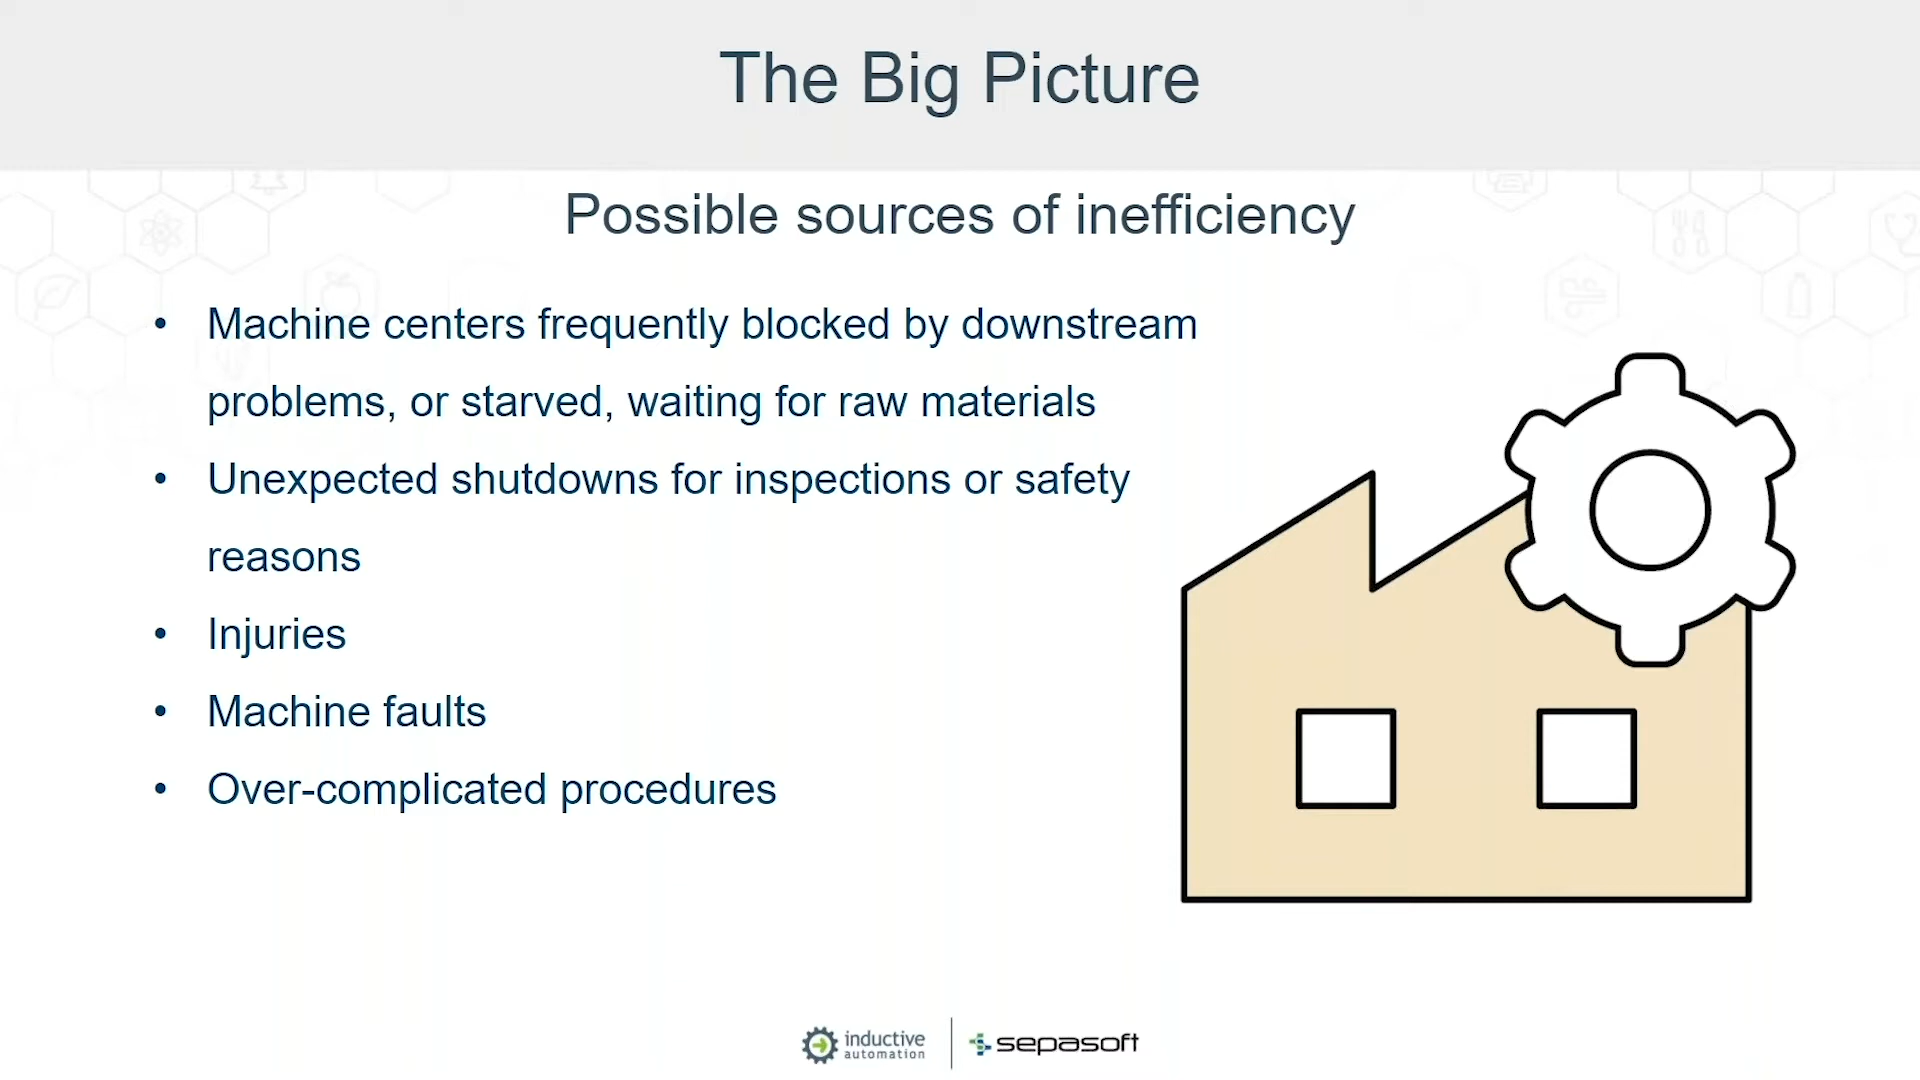 The Big Picture
Possible sources of inefficiency
• Machine centers frequently blocked by downstream
problems, or starved, waiting for raw materials
• Unexpected shutdowns for inspections or safety
reasons
• Injuries
• Machine faults
• Over-complicated procedures
inductive
automation
sepasoft